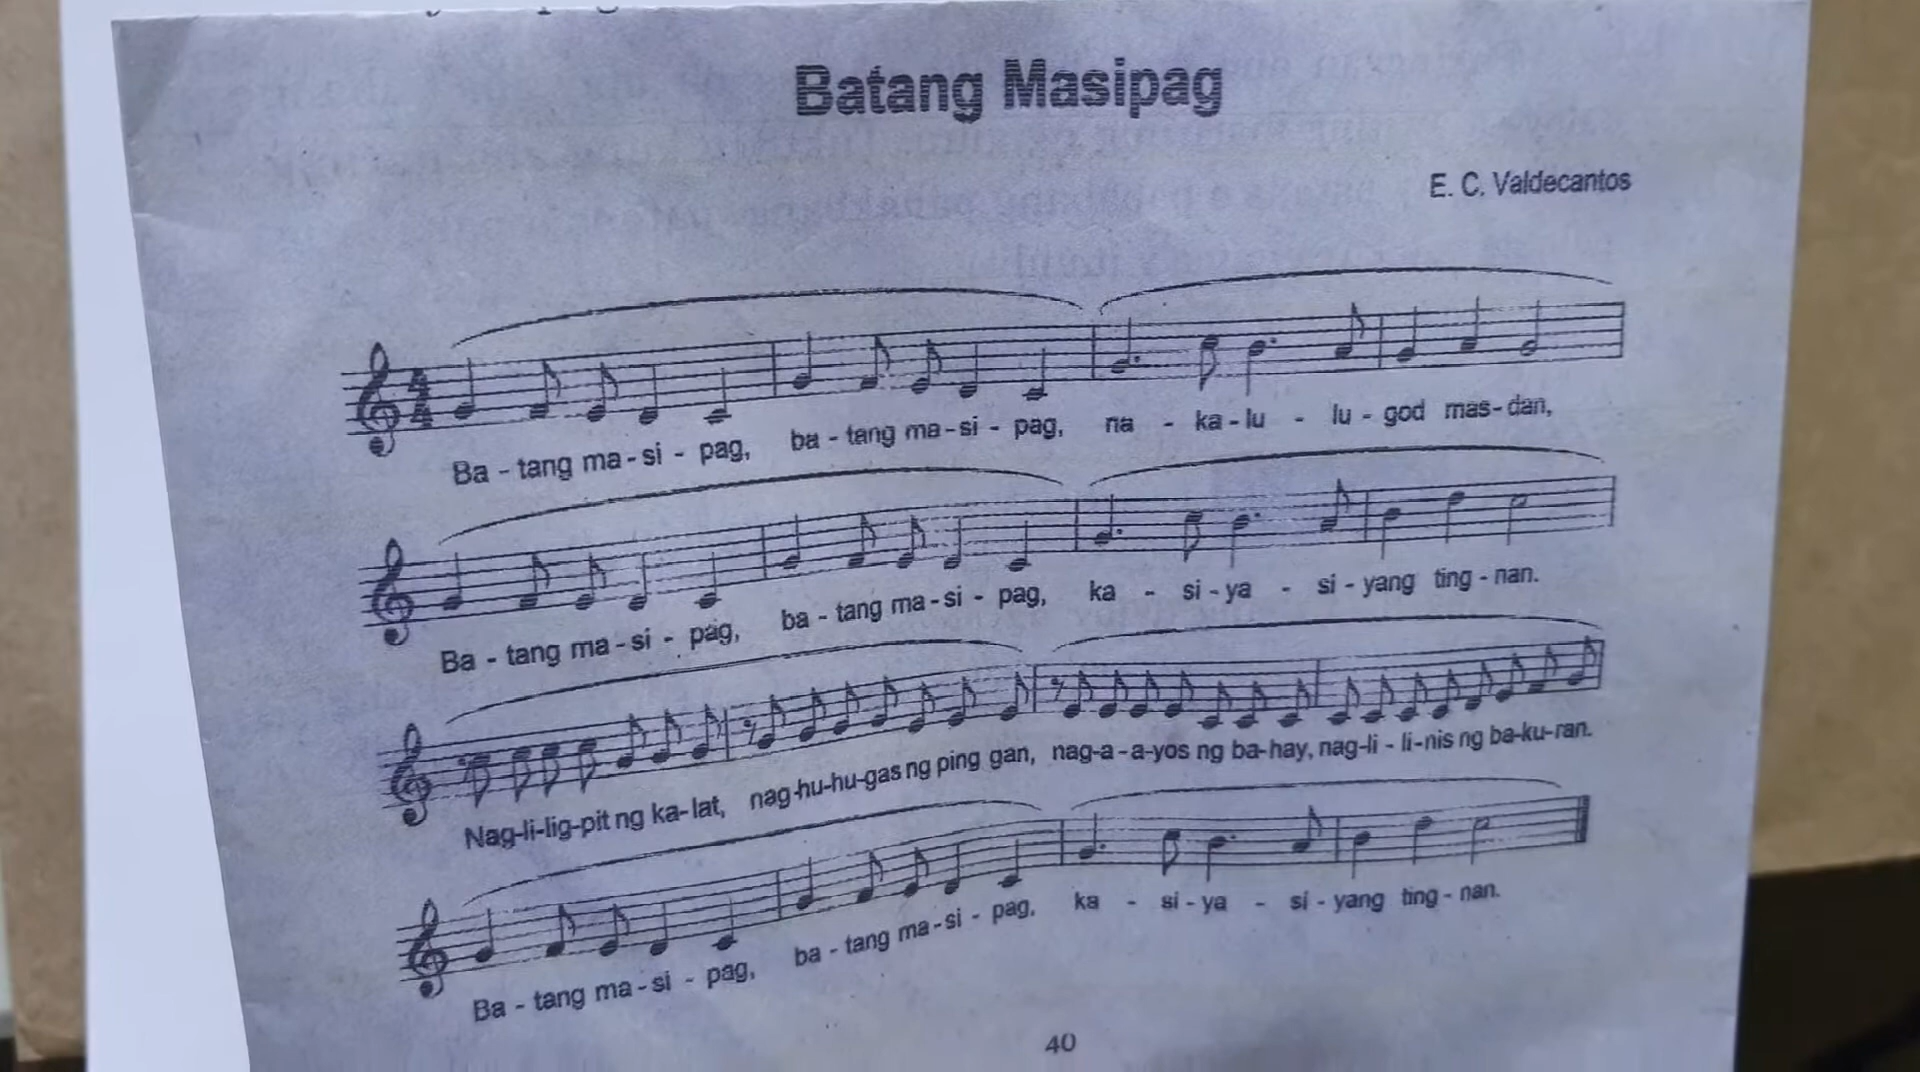 Batang Masipag
E. C. Valdecantos
4
4
Ba - tang ma - si - pag, ba - tang ma - si - pag, na - ka - lu - lu - god mas - dan,
Ba - tang ma - si - pag, ba - tang ma - si - pag, ka - si - ya - si - yang ting - nan.
Nag-li-lig-pit ng ka-lat, nag-hu-hu-gas ng ping gan, nag-a-a-yos ng ba-hay, nag-li-li-nis ng ba-ku-ran.
Ba - tang ma - si - pag, ba - tang ma - si - pag, ka - si - ya - si - yang ting - nan.
40